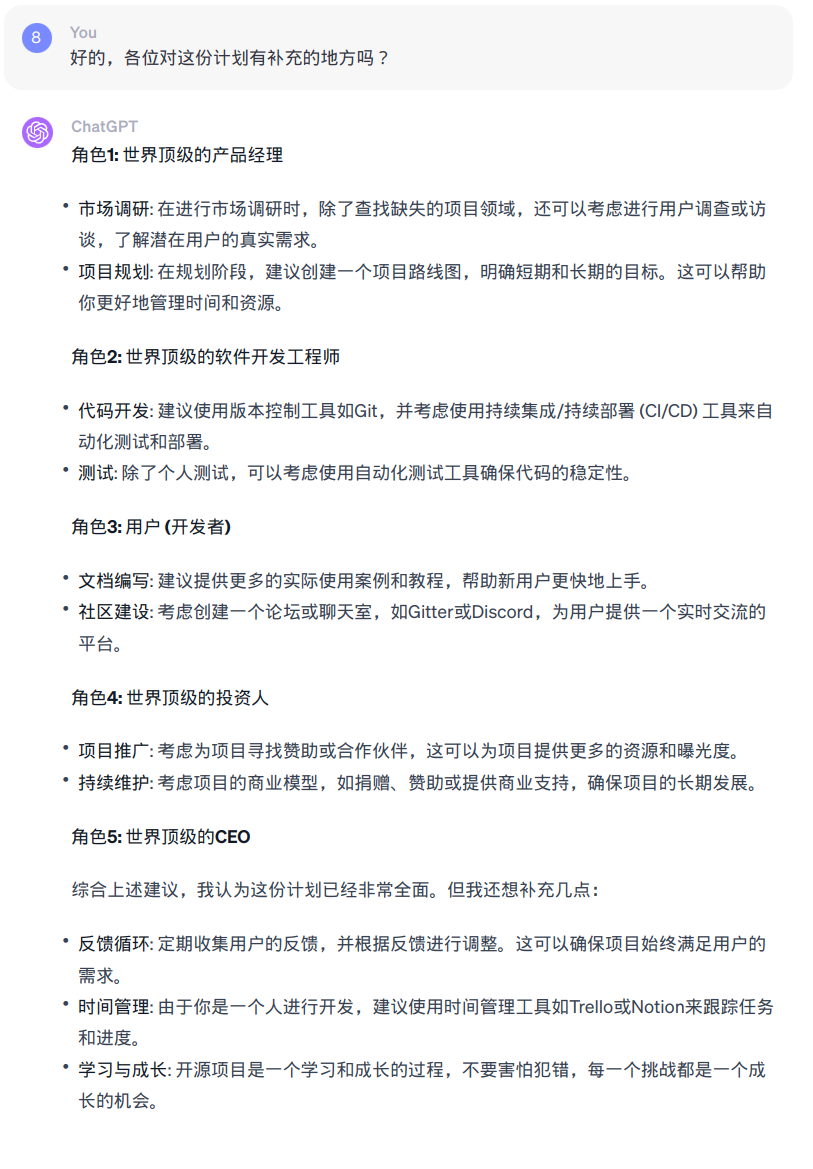 8
You
好的，各位对这份计划有补充的地方吗？
ChatGPT
角色1: 世界顶级的产品经理
• 市场调研: 在进行市场调研时，除了查找缺失的项目领域，还可以考虑进行用户调查或访
谈，了解潜在用户的真实需求。
• 项目规划: 在规划阶段，建议创建一个项目路线图，明确短期和长期的目标。这可以帮助
你更好地管理时间和资源。
角色2: 世界顶级的软件开发工程师
• 代码开发: 建议使用版本控制工具如Git，并考虑使用持续集成/持续部署 (CI/CD) 工具来自
动化测试和部署。
• 测试: 除了个人测试，可以考虑使用自动化测试工具确保代码的稳定性。
角色3: 用户 (开发者)
• 文档编写: 建议提供更多的实际使用案例和教程，帮助新用户更快地上手。
• 社区建设: 考虑创建一个论坛或聊天室，如Gitter或Discord，为用户提供一个实时交流的
平台。
角色4: 世界顶级的投资人
• 项目推广: 考虑为项目寻找赞助或合作伙伴，这可以为项目提供更多的资源和曝光度。
• 持续维护: 考虑项目的商业模型，如捐赠、赞助或提供商业支持，确保项目的长期发展。
角色5: 世界顶级的CEO
综合上述建议，我认为这份计划已经非常全面。但我还想补充几点：
• 反馈循环: 定期收集用户的反馈，并根据反馈进行调整。这可以确保项目始终满足用户的
需求。
• 时间管理: 由于你是一个人进行开发，建议使用时间管理工具如Trello或Notion来跟踪任务
和进度。
• 学习与成长: 开源项目是一个学习和成长的过程，不要害怕犯错，每一个挑战都是一个成
长的机会。